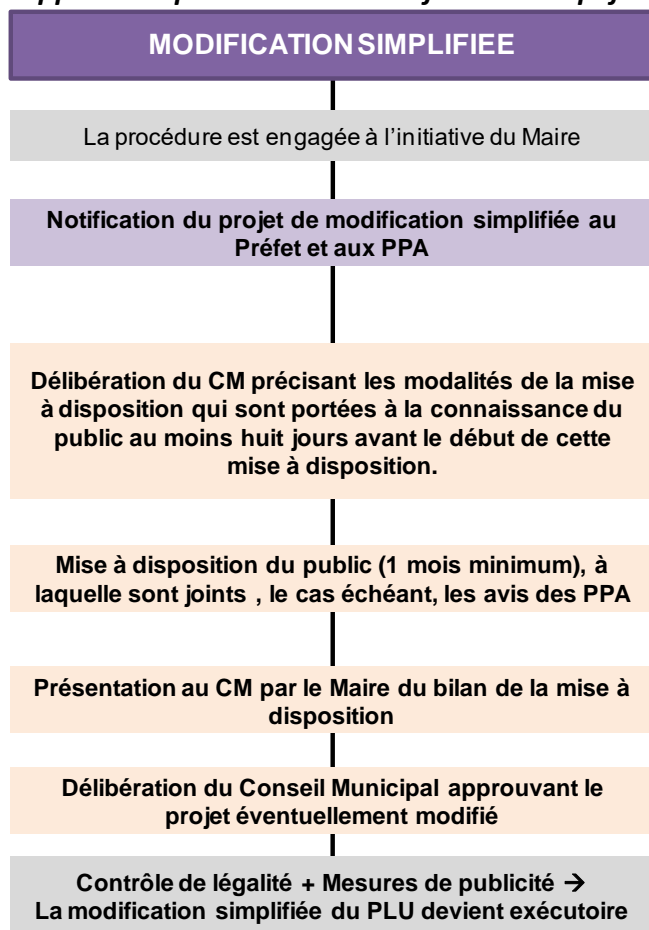 MODIFICATION SIMPLIFIEE
La procédure est engagée à l'initiative du Maire
Notification du projet de modification simplifiée au
Préfet et aux PPA
Délibération du CM précisant les modalités de la mise
à disposition qui sont portées à la connaissance du
public au moins huit jours avant le début de cette
mise à disposition.
Mise à disposition du public (1 mois minimum), à
laquelle sont joints , le cas échéant, les avis des PPA
Présentation au CM par le Maire du bilan de la mise à
disposition
Délibération du Conseil Municipal approuvant le
projet éventuellement modifié
Contrôle de légalité + Mesures de publicité →
La modification simplifiée du PLU devient exécutoire